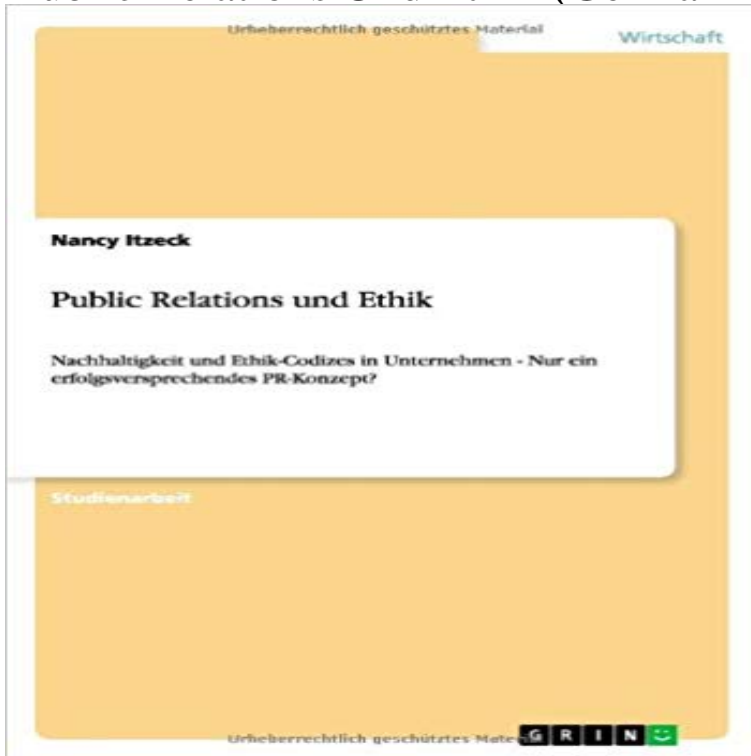 Urheberrechtlich geschütztes Material
Wirtschaft
Nancy Itzeck
Public Relations und Ethik
Nachhaltigkeit und Ethik-Codizes in Unternehmen - Nur ein
erfolgsversprechendes PR-Konzept?
Studienarbeit
Urheberrechtlich geschütztes Mate
G R I N